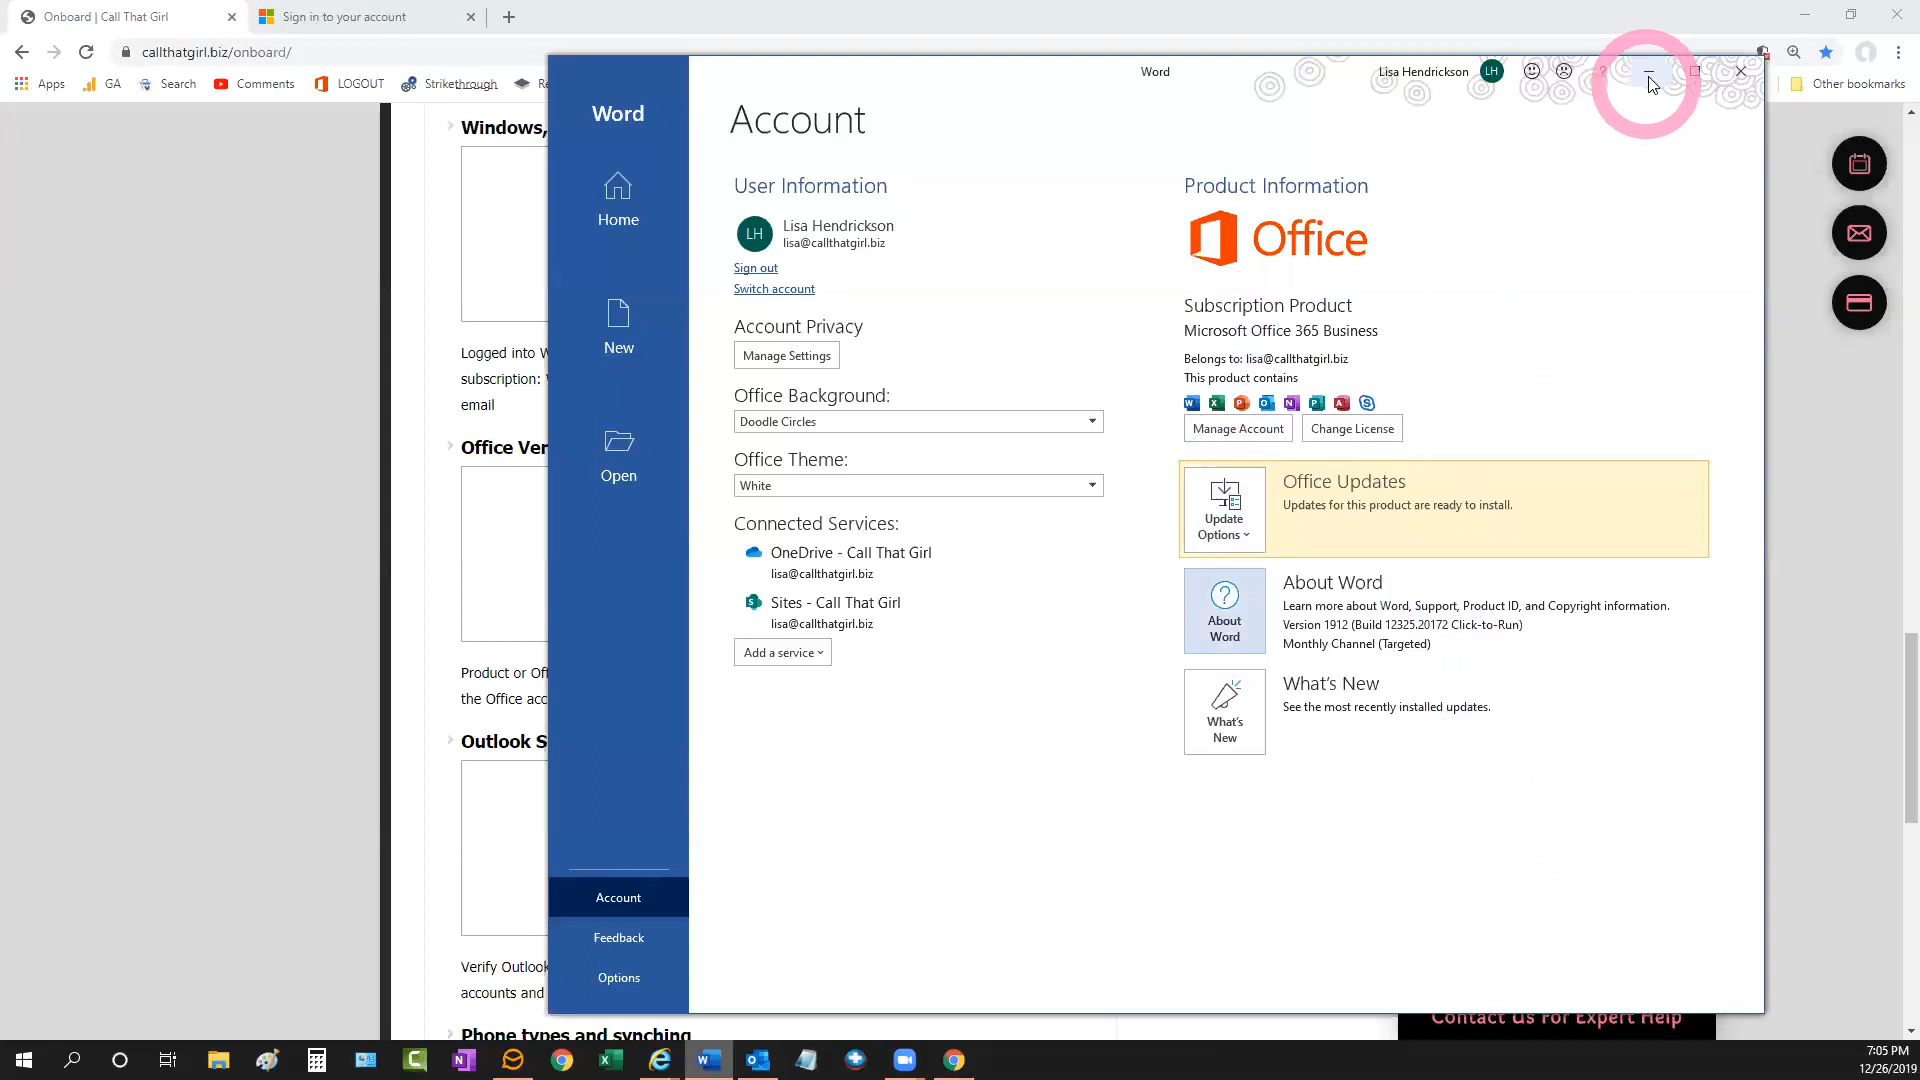 Onboard | Call That Girl
Sign in to your account
callthatgirl.biz/onboard/
Apps
GA
Search
Comments
LOGOUT
Strikethrough
Re
Other bookmarks
Word
Lisa Hendrickson
LH
Word
Home
New
Open
Account
Feedback
Options
Account
User Information
LH
Lisa Hendrickson
lisa@callthatgirl.biz
Sign out
Switch account
Account Privacy
Manage Settings
Office Background:
Doodle Circles
Office Theme:
White
Connected Services:
OneDrive - Call That Girl
lisa@callthatgirl.biz
Sites - Call That Girl
lisa@callthatgirl.biz
Add a service
Product Information
Office
Subscription Product
Microsoft Office 365 Business
Belongs to: lisa@callthatgirl.biz
This product contains
Manage Account
Change License
Update
Options
Office Updates
Updates for this product are ready to install.
About
Word
About Word
Learn more about Word, Support, Product ID, and Copyright information.
Version 1912 (Build 12325.20172 Click-to-Run)
Monthly Channel (Targeted)
What's
New
What's New
See the most recently installed updates.
Windows,
Logged into W
subscription:
email
Office Ver
Product or Off
the Office acc
Outlook S
Verify Outlook
accounts and
Phone types and synching
Contact Us For Expert Help
7:05 PM
12/26/2019